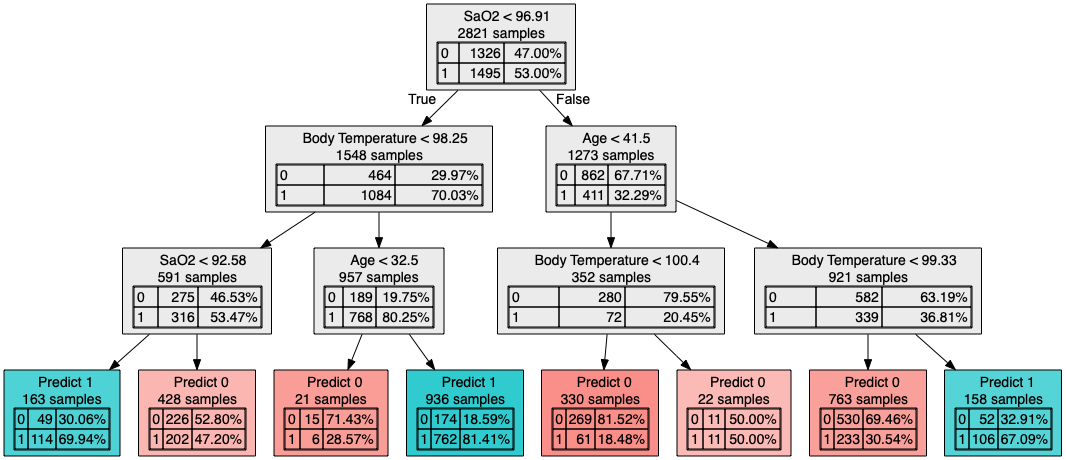 SaO2 < 96.91
2821 samples
0 1326 47.00%
1 1495 53.00%
True
False
Body Temperature < 98.25
1548 samples
0 464 29.97%
1 1084 70.03%
Age < 41.5
1273 samples
0 862 67.71%
1 411 32.29%
SaO2 < 92.58
591 samples
0 275 46.53%
1 316 53.47%
Age < 32.5
957 samples
0 189 19.75%
1 768 80.25%
Body Temperature < 100.4
352 samples
0 280 79.55%
1 72 20.45%
Body Temperature < 99.33
921 samples
0 582 63.19%
1 339 36.81%
Predict 1
163 samples
0 49 30.06%
1 114 69.94%
Predict 0
428 samples
0 226 52.80%
1 202 47.20%
Predict 0
21 samples
0 15 71.43%
1 6 28.57%
Predict 1
936 samples
0 174 18.59%
1 762 81.41%
Predict 0
330 samples
0 269 81.52%
1 61 18.48%
Predict 0
22 samples
0 11 50.00%
1 11 50.00%
Predict 0
763 samples
0 530 69.46%
1 233 30.54%
Predict 1
158 samples
0 52 32.91%
1 106 67.09%